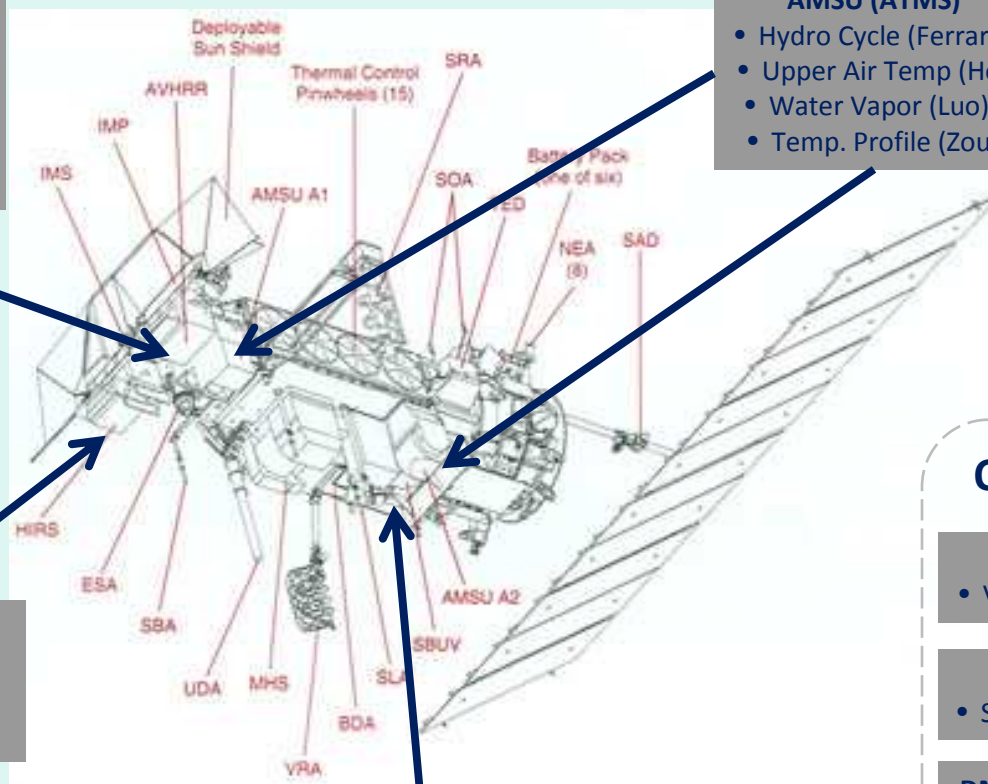 AMSU (ATMS)
• Hydro Cycle (Ferrar
• Upper Air Temp (He
• Water Vapor (Luo)
• Temp. Profile (Zou
Deployable
Sun Shield
AVHRR
IMP
IMS
Thermal Control
Pinwheels (15)
SRA
AMSU A1
SOA
Battery Pack
(one of six)
NEA
(6)
SAD
HIRS
ESA
SBA
UDA
MHS
VRA
BDA
SLA
SBUV
AMSU A2
• V
• S